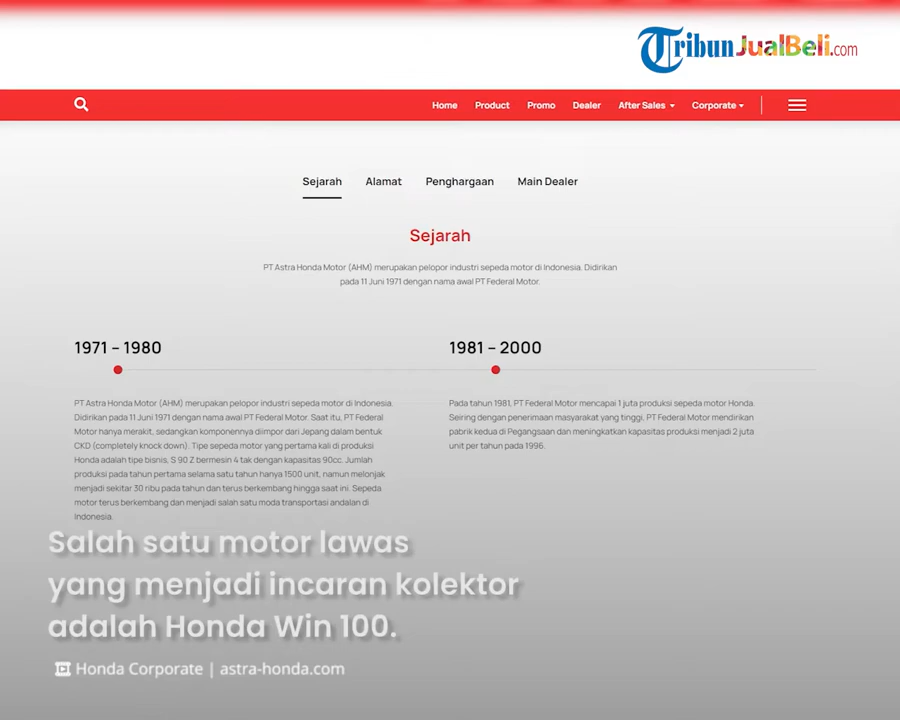 TribunJualBeli.com
Home Product Promo Dealer After Sales Corporate
Sejarah Alamat Penghargaan Main Dealer
Sejarah
PT Astra Honda Motor (AHM) merupakan pelopor industri sepeda motor di Indonesia. Didirikan
pada 11 Juni 1971 dengan nama awal PT Federal Motor.
1971 – 1980
PT Astra Honda Motor (AHM) merupakan pelopor industri sepeda motor di Indonesia.
Didirikan pada 11 Juni 1971 dengan nama awal PT Federal Motor. Saat itu, PT Federal
Motor hanya merakit, sedangkan komponennya diimpor dari Jepang dalam bentuk
CKD (completely knock down). Tipe sepeda motor yang pertama kali di produksi
Honda adalah tipe bisnis, S 90 Z bermesin 4 tak dengan kapasitas 90cc. Jumlah
produksi pada tahun pertama selama satu tahun hanya 1500 unit, namun melonjak
menjadi sekitar 30 ribu pada tahun dan terus berkembang hingga saat ini. Sepeda
motor terus berkembang dan menjadi salah satu moda transportasi andalan di
Indonesia.
1981 – 2000
Pada tahun 1981, PT Federal Motor mencapai 1 juta produksi sepeda motor Honda.
Seiring dengan penerimaan masyarakat yang tinggi, PT Federal Motor mendirikan
pabrik kedua di Pegangsaan dan meningkatkan kapasitas produksi menjadi 2 juta
unit per tahun pada 1996.
Salah satu motor lawas
yang menjadi incaran kolektor
adalah Honda Win 100.
Honda Corporate | astra-honda.com